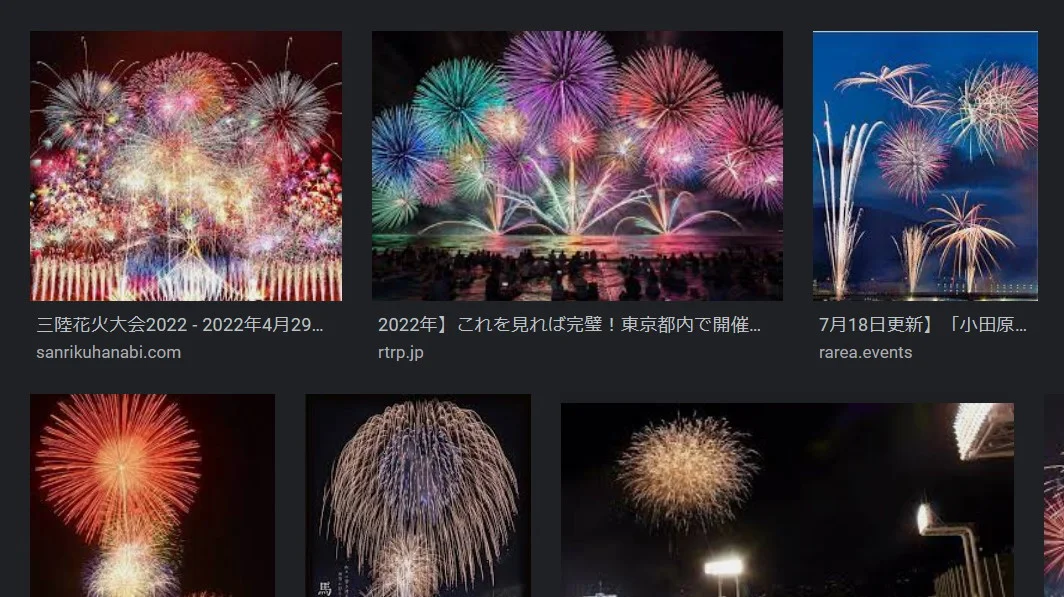 三陸花火大会2022 - 2022年4月29...
sanrikuhanabi.com
2022年】これを見れば完璧！東京都内で開催...
rtrp.jp
7月18日更新】「小田原...
rarea.events
馬